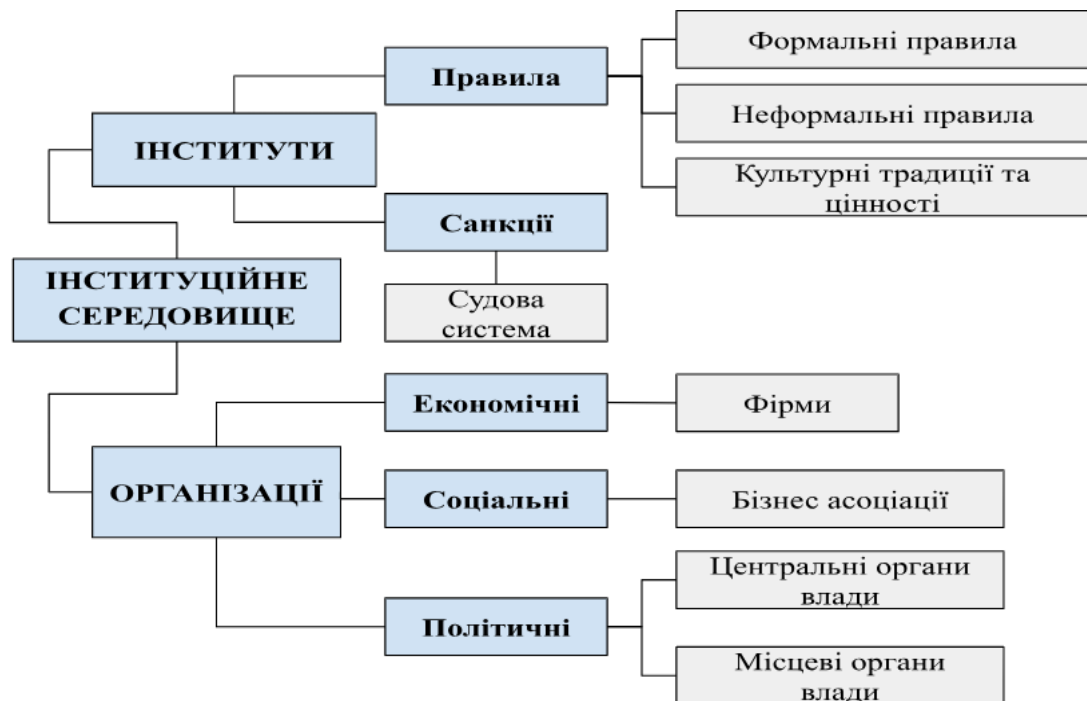 Правила
Формальні правила
Неформальні правила
Культурні традиції та
цінності
ІНСТИТУТИ
Санкції
Судова
система
ІНСТИТУЦІЙНЕ
СЕРЕДОВИЩЕ
Економічні
Фірми
ОРГАНІЗАЦІЇ
Соціальні
Бізнес асоціації
Політичні
Центральні органи
влади
Місцеві органи
влади